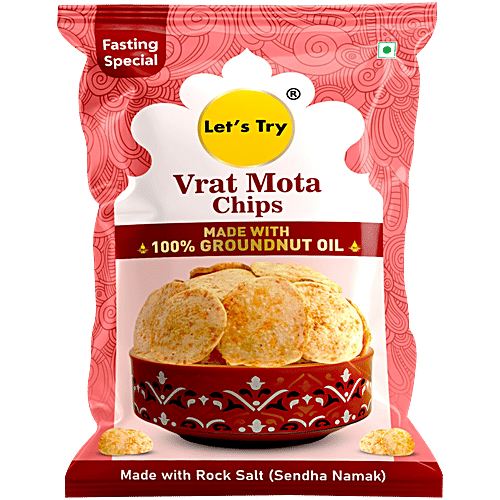 Fasting
Special
®
Let's Try
Vrat Mota
Chips
MADE WITH
100% GROUNDNUT OIL
Made with Rock Salt (Sendha Namak)